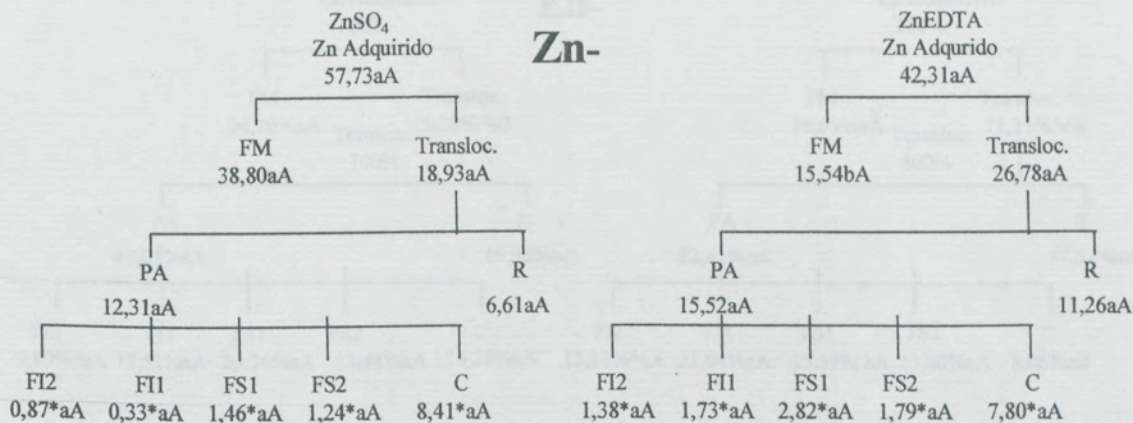 ZnSO4 ZnEDTA
Zn Adquirido Zn- Zn Adqurido
57,73aA 42,31aA
FM Transloc. FM Transloc.
38,80aA 18,93aA 15,54bA 26,78aA
PA R PA R
12,31aA 6,61aA 15,52aA 11,26aA
FI2 FI1 FS1 FS2 C FI2 FI1 FS1 FS2 C
0,87*aA 0,33*aA 1,46*aA 1,24*aA 8,41*aA 1,38*aA 1,73*aA 2,82*aA 1,79*aA 7,80*aA